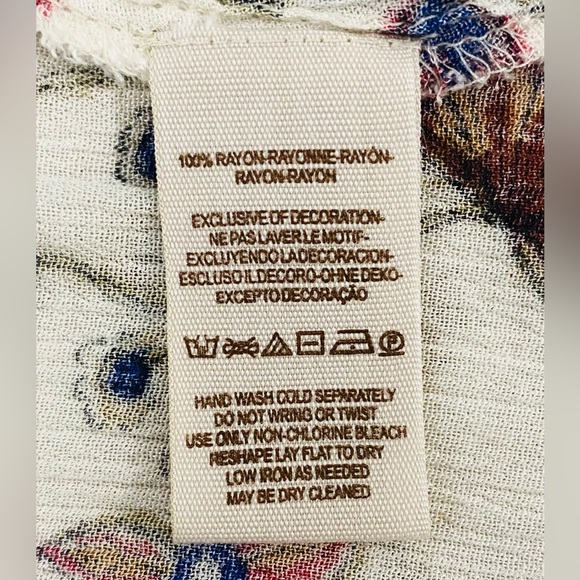 100% RAYON-RAYONNE-RAYÓN-
RAYON-RAYOH
EXCLUSIVE OF DECORATION-
NE PAS LAVER LE MOTIF-
EXCLUYENDO LA DECORACION-
ESCLUSO IL DECORO-OHNE DEKO-
EXCEPTO DECORAÇÃO
P
HAND WASH COLD SEPARATELY
DO NOT WRING OR TWIST
USE ONLY NON-CHLORINE BLEACH
RESHAPE LAY FLAT TO DRY
LOW IRON AS NEEDED
MAY BE DRY CLEANED